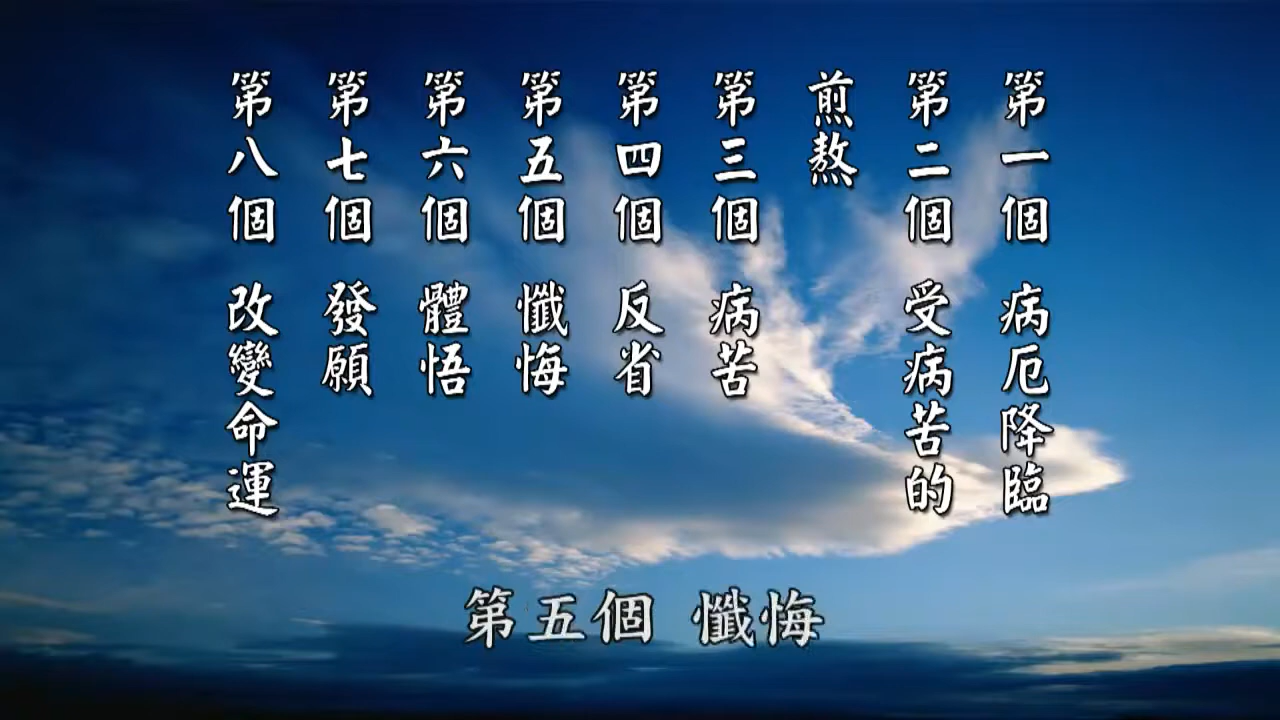 第一個 病厄降臨
第二個 受病苦的
煎熬
第三個 病苦
第四個 反省
第五個 懺悔
第六個 體悟
第七個 發願
第八個 改變命運
第五個 懺悔